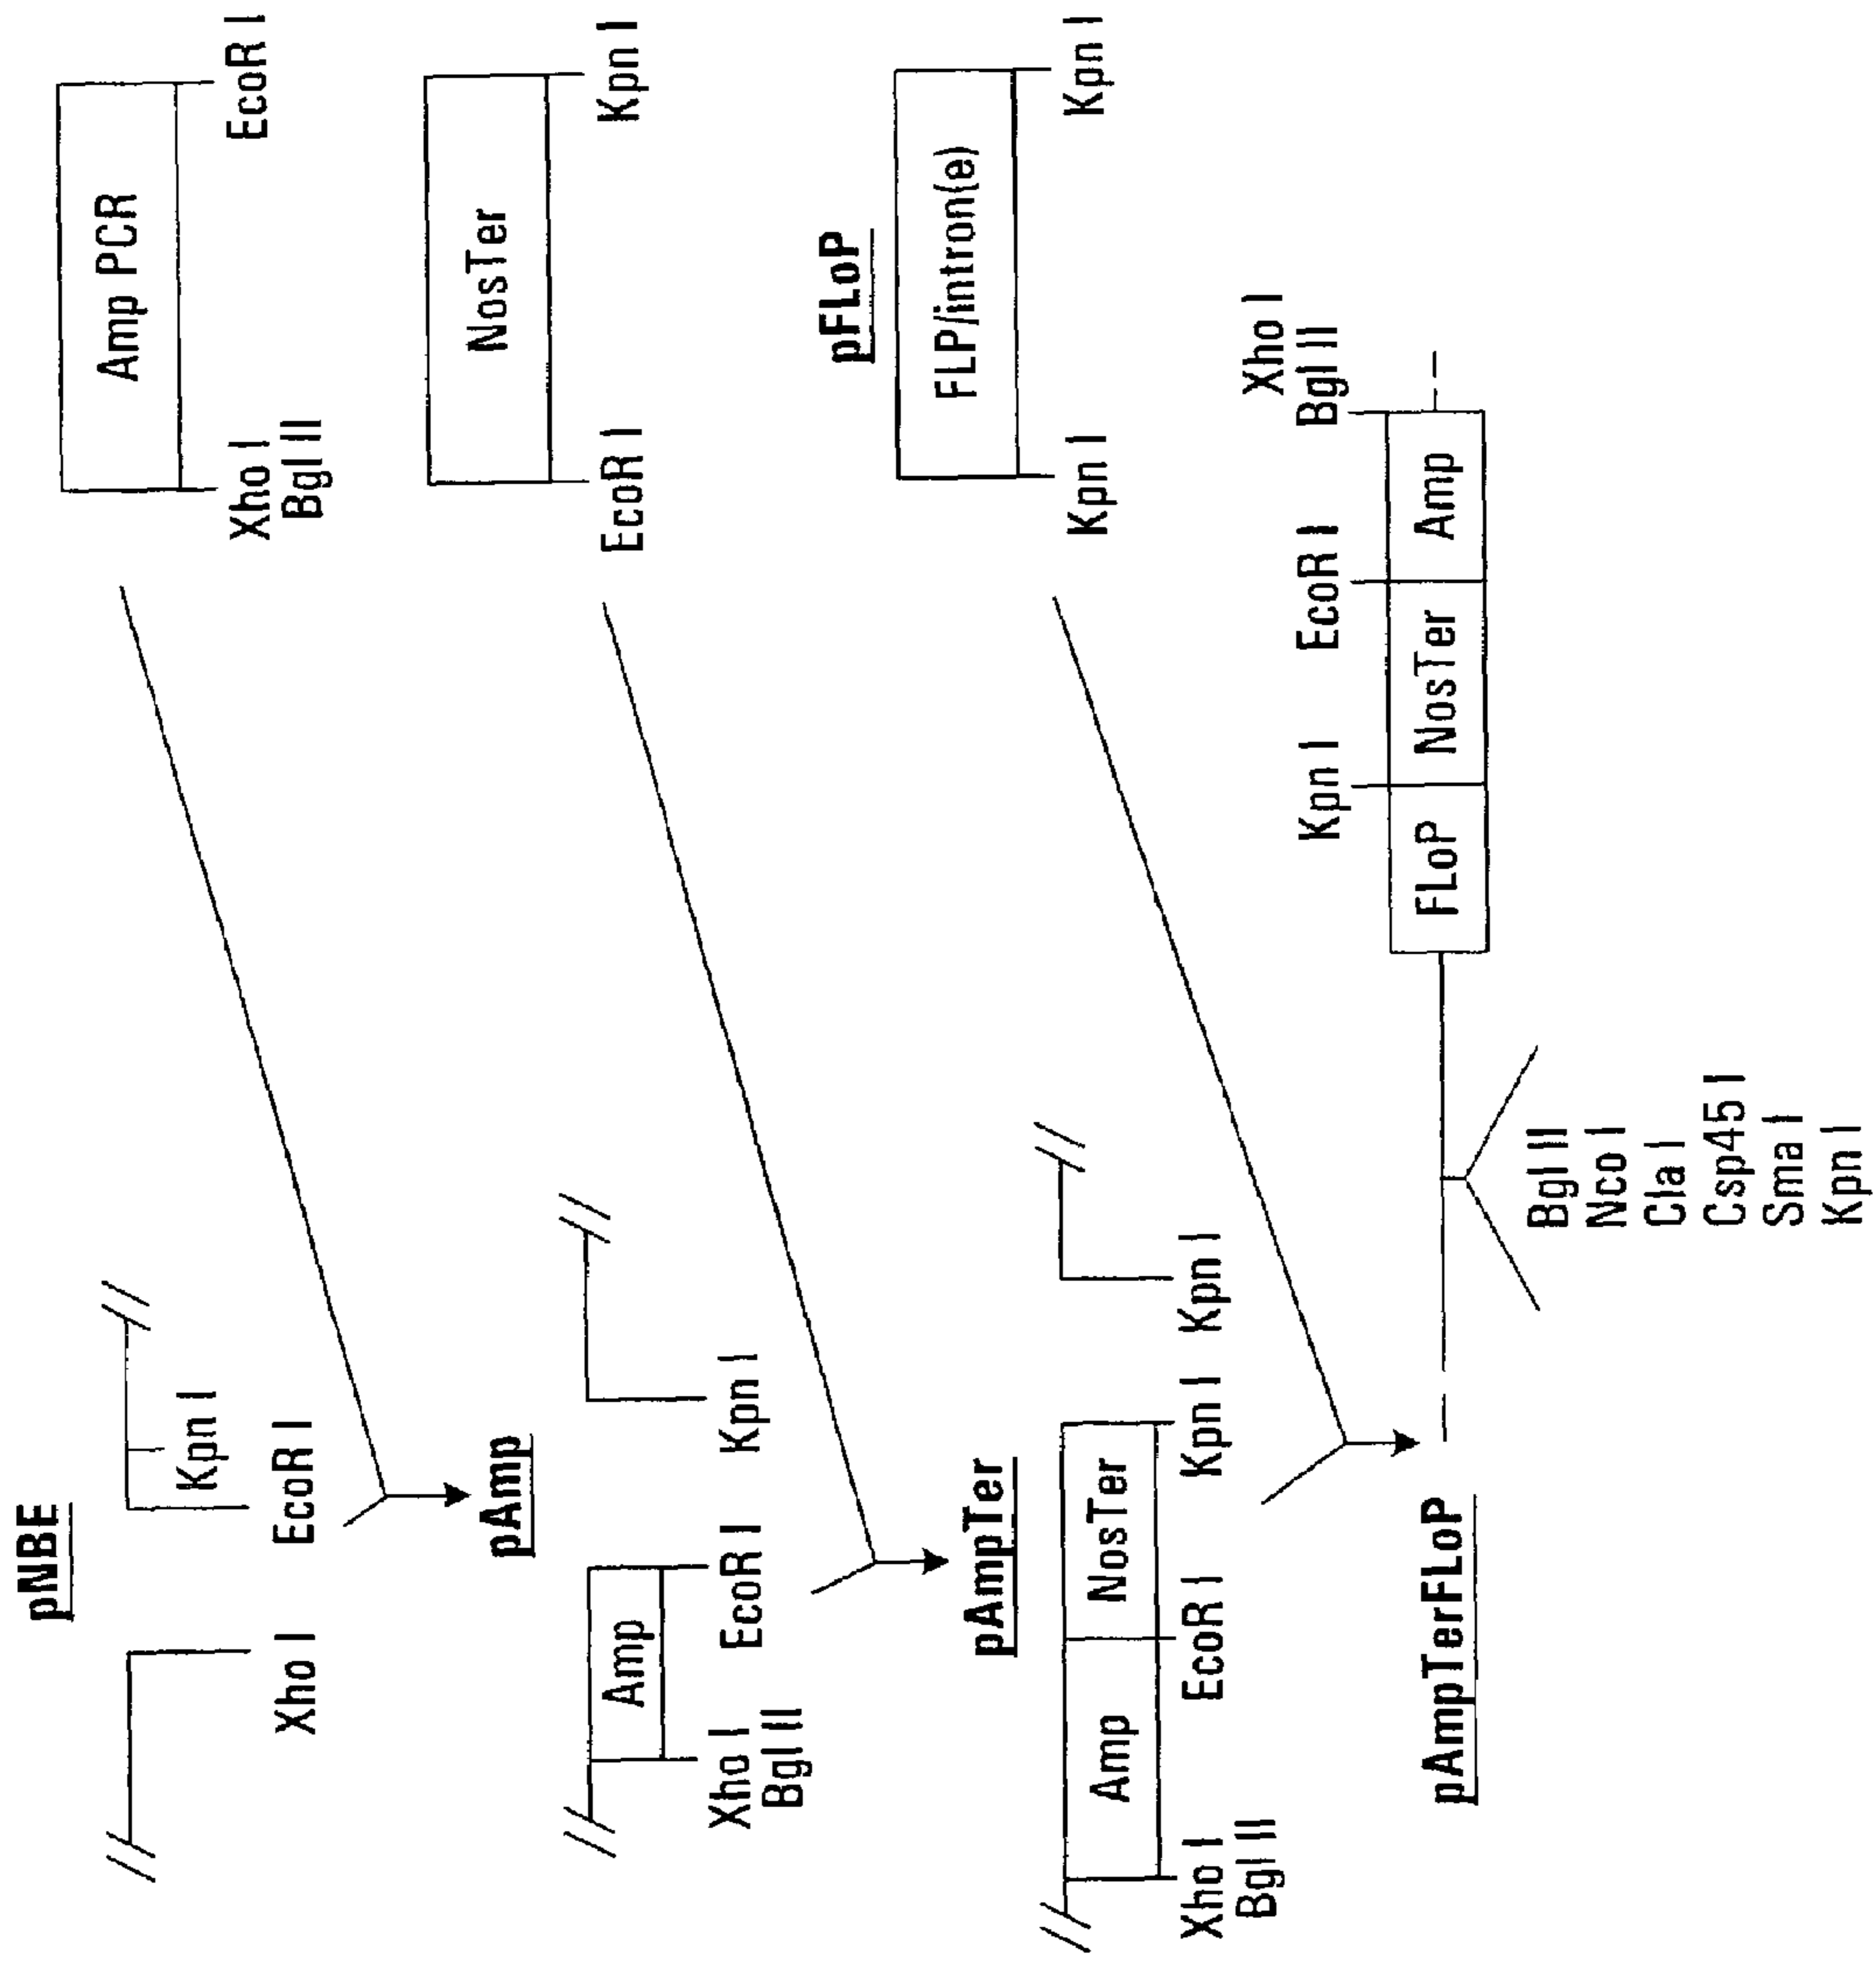 pNBE
Xho I
EcoR I
Kpn I
Amp PCR
Xho I
Bgl II
EcoR I
pAmp
Amp
Xho I
Bgl II
EcoR I
Kpn I
NosTer
EcoR I
Kpn I
pAmpTer
Amp
NosTer
Xho I
Bgl II
EcoR I
Kpn I
Kpn I
pFLoP
FLP/intron(e)
Kpn I
Kpn I
pAmpTerFLoP
Kpn I
EcoR I
Xho I
Bgl II
FLoP
NosTer
Amp
Bgl II
Nco I
Cla I
Csp45 I
Sma I
Kpn I